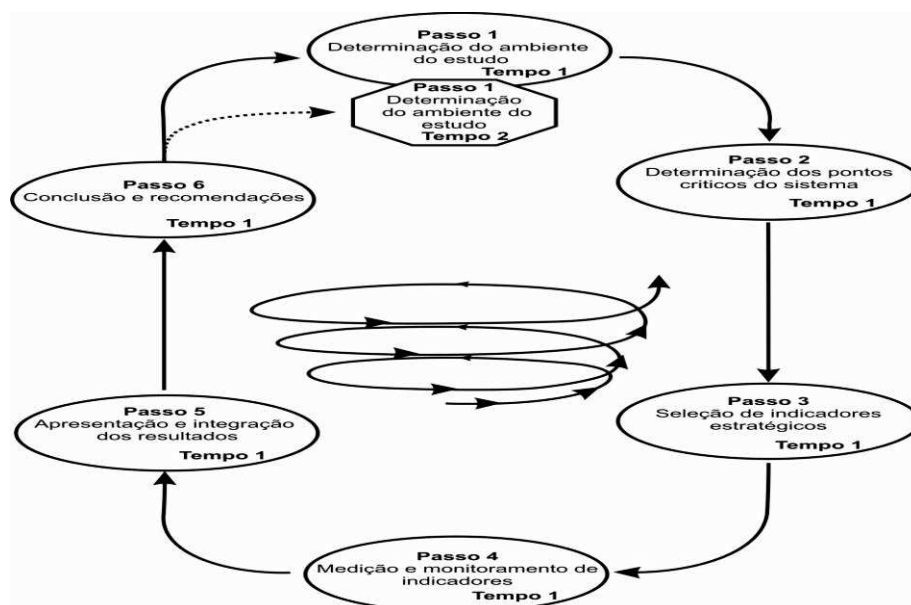 Passo 1
Determinação do ambiente
do estudo
Tempo 1
Passo 1
Determinação
do ambiente do
estudo
Tempo 2
Passo 2
Determinação dos pontos
criticos do sistema
Tempo 1
Passo 3
Seleção de indicadores
estratégicos
Tempo 1
Passo 4
Medição e monitoramento de
indicadores
Tempo 1
Passo 5
Apresentação e integração
dos resultados
Tempo 1
Passo 6
Conclusão e recomendações
Tempo 1